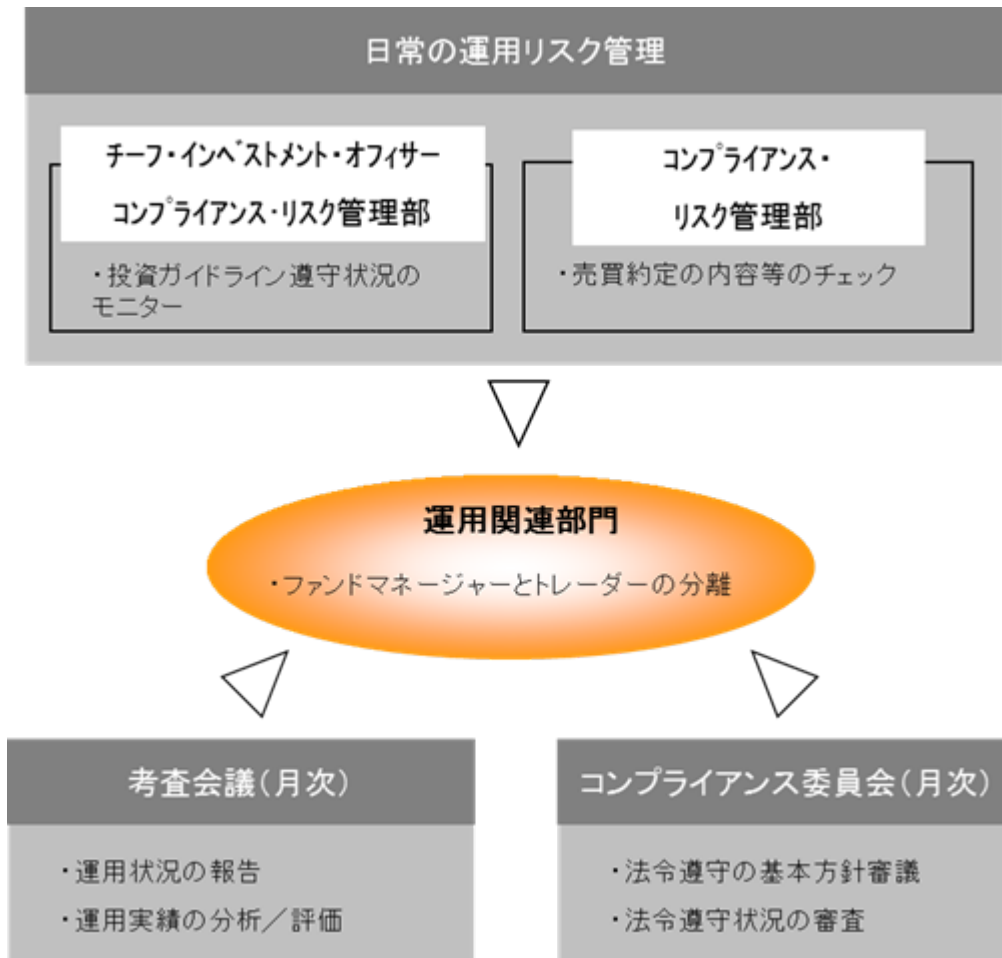 日常の運用リスク管理
チーフ・インベストメント・オフィサー
コンプライアンス・リスク管理部
・投資ガイドライン遵守状況の
モニター
コンプライアンス・
リスク管理部
・売買約定の内容等のチェック
運用関連部門
・ファンドマネージャーとトレーダーの分離
考査会議(月次)
・運用状況の報告
・運用実績の分析／評価
コンプライアンス委員会(月次)
・法令遵守の基本方針審議
・法令遵守状況の審査